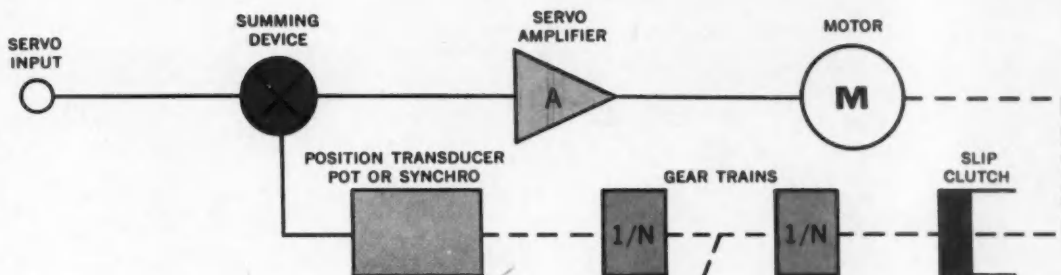 SERVO
INPUT
SUMMING
DEVICE
SERVO
AMPLIFIER
MOTOR
A
M
POSITION TRANSDUCER
POT OR SYNCHRO
GEAR TRAINS
SLIP
CLUTCH
1/N
1/N